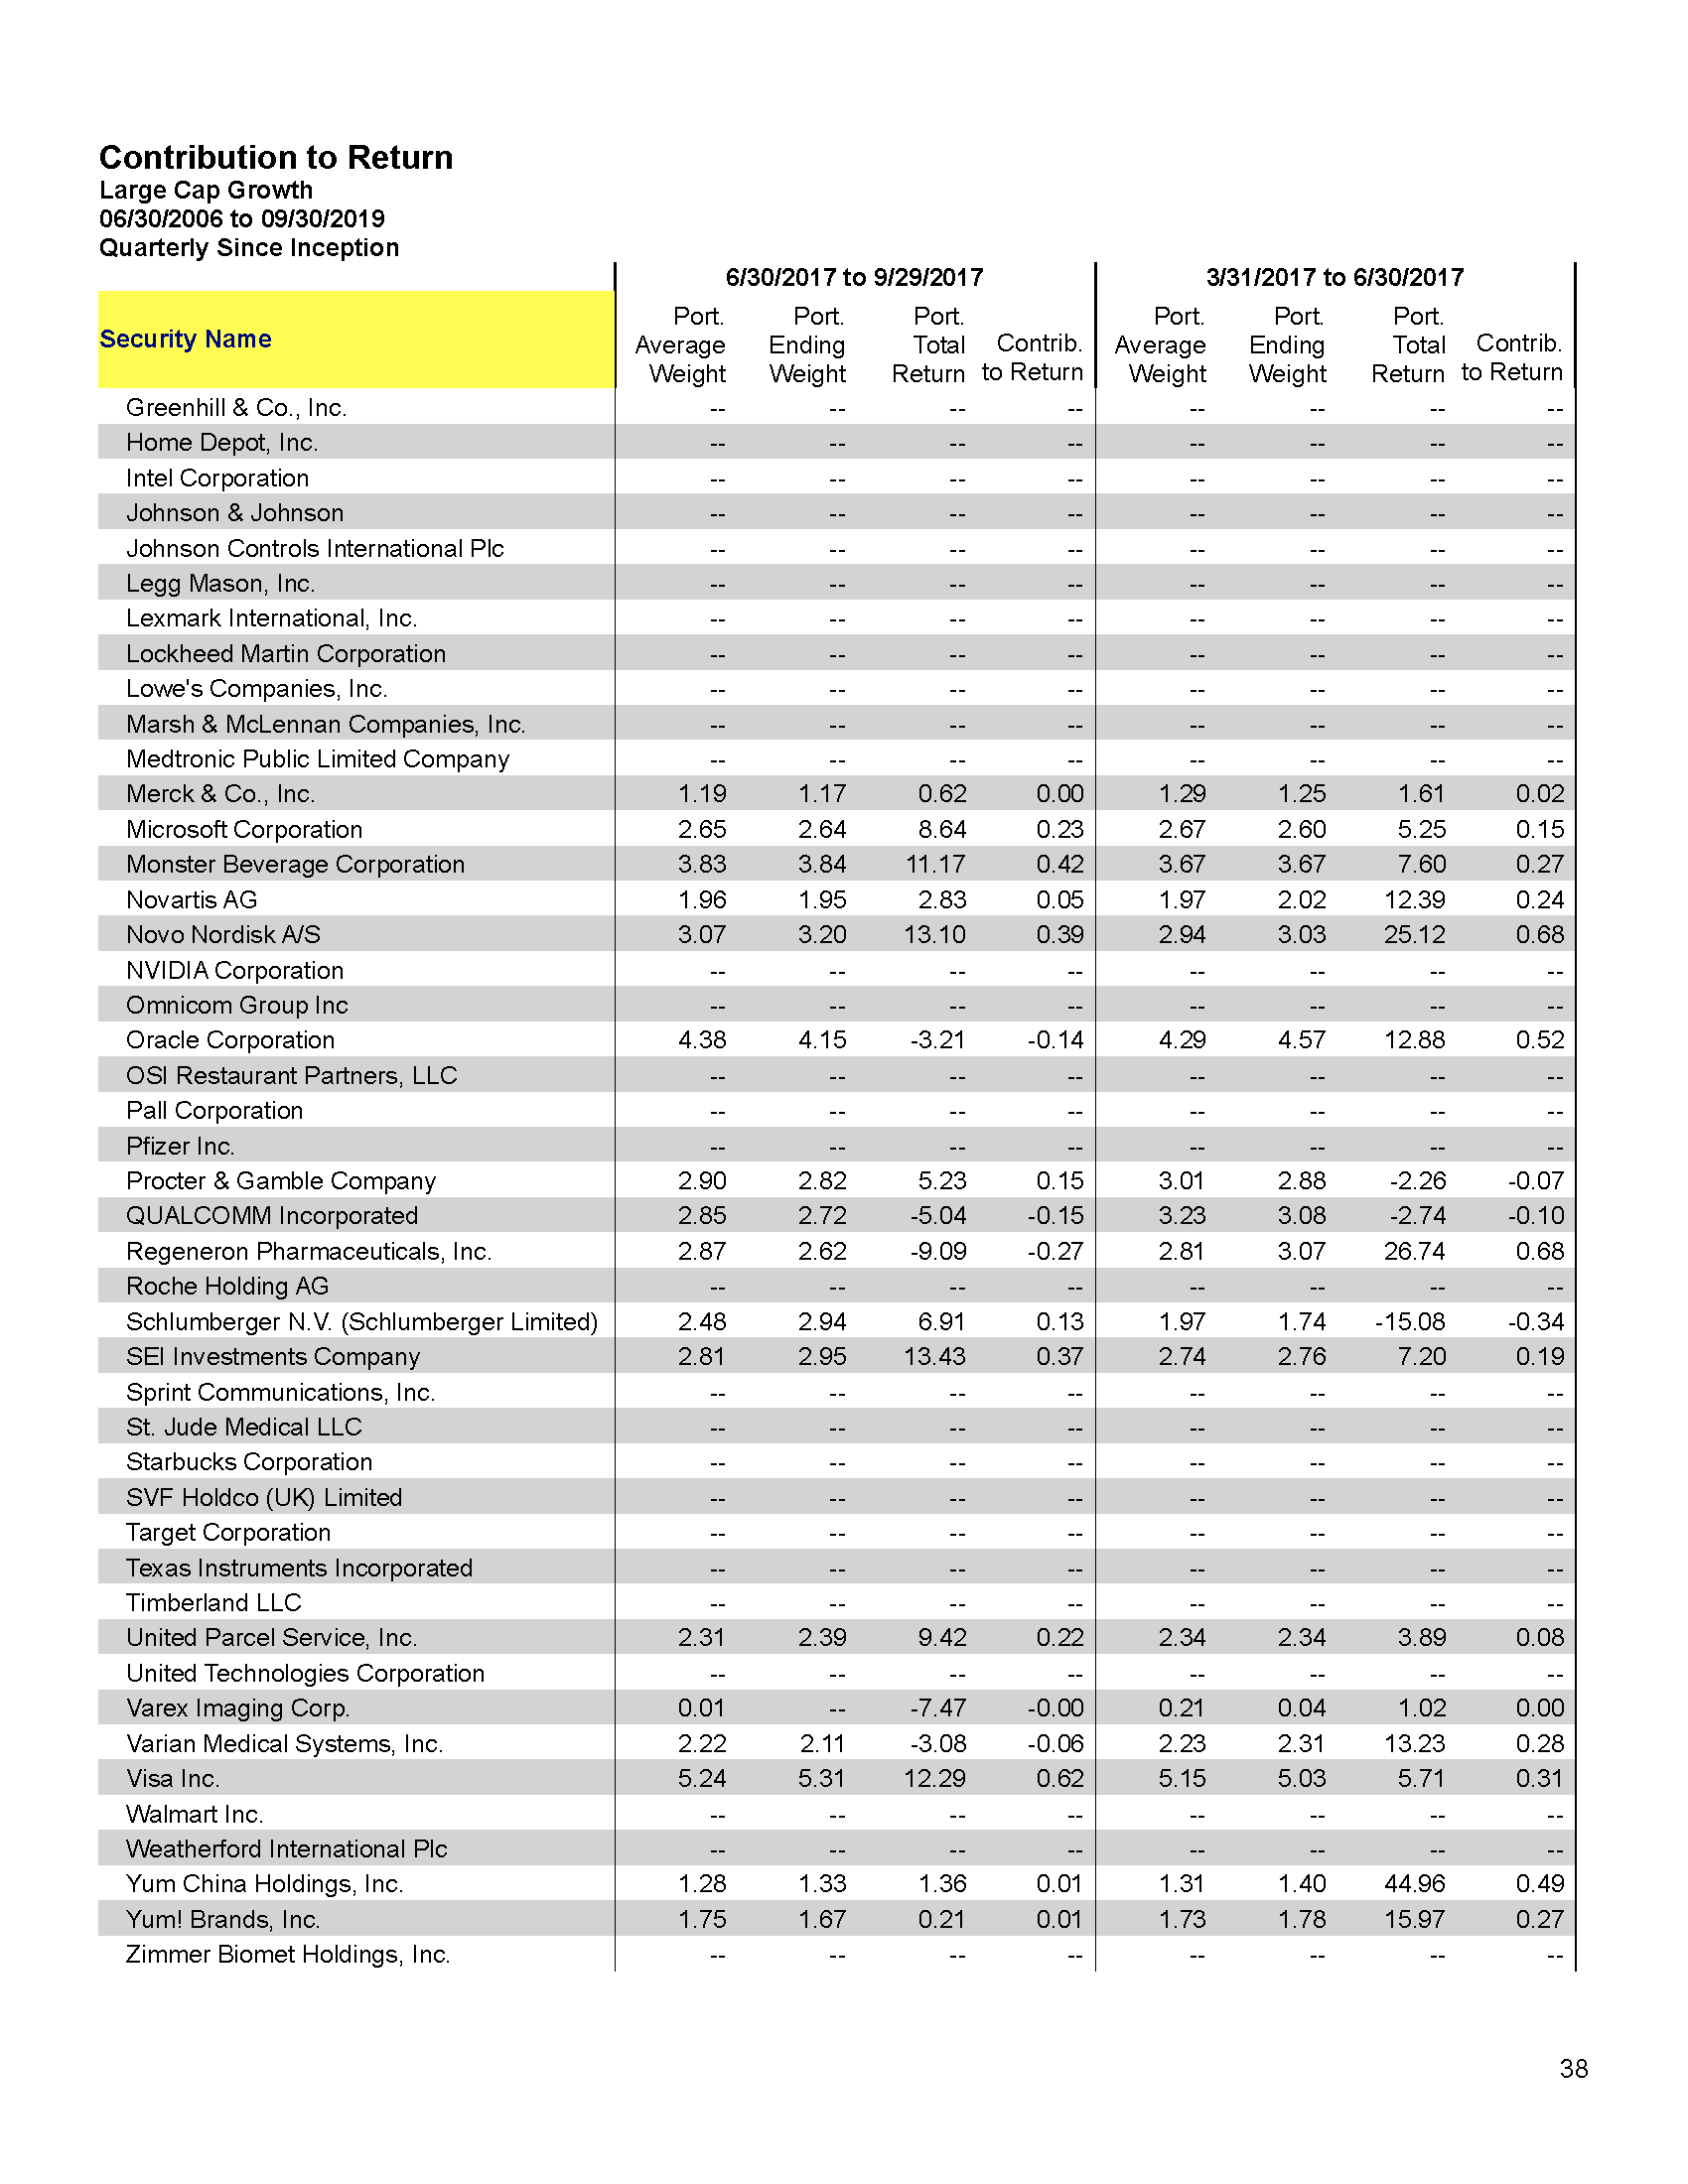 Contribution to Return
Large Cap Growth
06/30/2006 to 09/30/2019
Quarterly Since Inception
6/30/2017 to 9/29/2017 3/31/2017 to 6/30/2017
Security Name Port. Average Weight Port. Ending Weight Port. Total Return Contrib. to Return Port. Average Weight Port. Ending Weight Port. Total Return Contrib. to Return
Greenhill & Co., Inc. -- -- -- -- -- -- -- --
Home Depot, Inc. -- -- -- -- -- -- -- --
Intel Corporation -- -- -- -- -- -- -- --
Johnson & Johnson -- -- -- -- -- -- -- --
Johnson Controls International Plc -- -- -- -- -- -- -- --
Legg Mason, Inc. -- -- -- -- -- -- -- --
Lexmark International, Inc. -- -- -- -- -- -- -- --
Lockheed Martin Corporation -- -- -- -- -- -- -- --
Lowe's Companies, Inc. -- -- -- -- -- -- -- --
Marsh & McLennan Companies, Inc. -- -- -- -- -- -- -- --
Medtronic Public Limited Company -- -- -- -- -- -- -- --
Merck & Co., Inc. 1.19 1.17 0.62 0.00 1.29 1.25 1.61 0.02
Microsoft Corporation 2.65 2.64 8.64 0.23 2.67 2.60 5.25 0.15
Monster Beverage Corporation 3.83 3.84 11.17 0.42 3.67 3.67 7.60 0.27
Novartis AG 1.96 1.95 2.83 0.05 1.97 2.02 12.39 0.24
Novo Nordisk A/S 3.07 3.20 13.10 0.39 2.94 3.03 25.12 0.68
NVIDIA Corporation -- -- -- -- -- -- -- --
Omnicom Group Inc -- -- -- -- -- -- -- --
Oracle Corporation 4.38 4.15 -3.21 -0.14 4.29 4.57 12.88 0.52
OSI Restaurant Partners, LLC -- -- -- -- -- -- -- --
Pall Corporation -- -- -- -- -- -- -- --
Pfizer Inc. -- -- -- -- -- -- -- --
Procter & Gamble Company 2.90 2.82 5.23 0.15 3.01 2.88 -2.26 -0.07
QUALCOMM Incorporated 2.85 2.72 -5.04 -0.15 3.23 3.08 -2.74 -0.10
Regeneron Pharmaceuticals, Inc. 2.87 2.62 -9.09 -0.27 2.81 3.07 26.74 0.68
Roche Holding AG -- -- -- -- -- -- -- --
Schlumberger N.V. (Schlumberger Limited) 2.48 2.94 6.91 0.13 1.97 1.74 -15.08 -0.34
SEI Investments Company 2.81 2.95 13.43 0.37 2.74 2.76 7.20 0.19
Sprint Communications, Inc. -- -- -- -- -- -- -- --
St. Jude Medical LLC -- -- -- -- -- -- -- --
Starbucks Corporation -- -- -- -- -- -- -- --
SVF Holdco (UK) Limited -- -- -- -- -- -- -- --
Target Corporation -- -- -- -- -- -- -- --
Texas Instruments Incorporated -- -- -- -- -- -- -- --
Timberland LLC -- -- -- -- -- -- -- --
United Parcel Service, Inc. 2.31 2.39 9.42 0.22 2.34 2.34 3.89 0.08
United Technologies Corporation -- -- -- -- -- -- -- --
Varex Imaging Corp. 0.01 -- -7.47 -0.00 0.21 0.04 1.02 0.00
Varian Medical Systems, Inc. 2.22 2.11 -3.08 -0.06 2.23 2.31 13.23 0.28
Visa Inc. 5.24 5.31 12.29 0.62 5.15 5.03 5.71 0.31
Walmart Inc. -- -- -- -- -- -- -- --
Weatherford International Plc -- -- -- -- -- -- -- --
Yum China Holdings, Inc. 1.28 1.33 1.36 0.01 1.31 1.40 44.96 0.49
Yum! Brands, Inc. 1.75 1.67 0.21 0.01 1.73 1.78 15.97 0.27
Zimmer Biomet Holdings, Inc. -- -- -- -- -- -- -- --
38